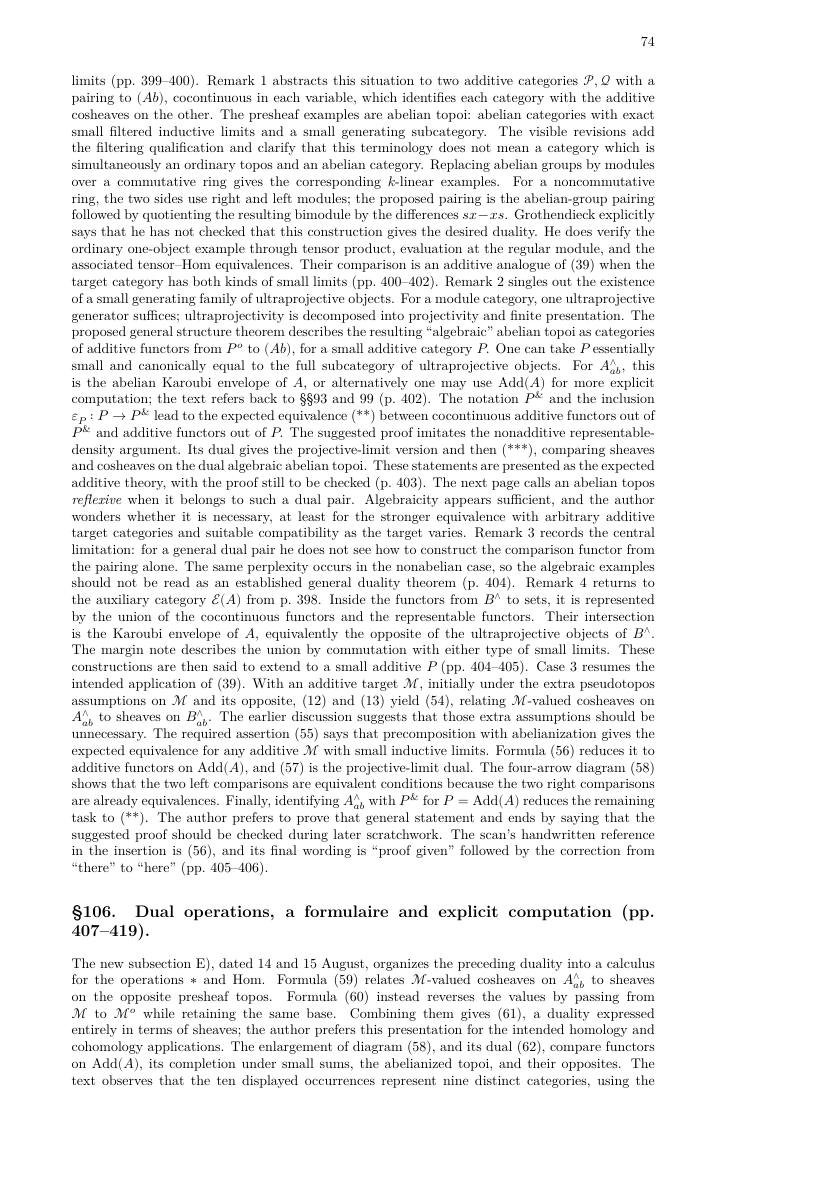 74
limits (pp. 399–400). Remark 1 abstracts this situation to two additive categories 𝒫, 𝒬 with a
pairing to (Ab), cocontinuous in each variable, which identifies each category with the additive
cosheaves on the other. The presheaf examples are abelian topoi: abelian categories with exact
small filtered inductive limits and a small generating subcategory. The visible revisions add
the filtering qualification and clarify that this terminology does not mean a category which is
simultaneously an ordinary topos and an abelian category. Replacing abelian groups by modules
over a commutative ring gives the corresponding k-linear examples. For a noncommutative
ring, the two sides use right and left modules; the proposed pairing is the abelian-group pairing
followed by quotienting the resulting bimodule by the differences sx−xs. Grothendieck explicitly
says that he has not checked that this construction gives the desired duality. He does verify the
ordinary one-object example through tensor product, evaluation at the regular module, and the
associated tensor–Hom equivalences. Their comparison is an additive analogue of (39) when the
target category has both kinds of small limits (pp. 400–402). Remark 2 singles out the existence
of a small generating family of ultraprojective objects. For a module category, one ultraprojective
generator suffices; ultraprojectivity is decomposed into projectivity and finite presentation. The
proposed general structure theorem describes the resulting “algebraic” abelian topoi as categories
of additive functors from Pᵒ to (Ab), for a small additive category P. One can take P essentially
small and canonically equal to the full subcategory of ultraprojective objects. For A^∧_ab, this
is the abelian Karoubi envelope of A, or alternatively one may use Add(A) for more explicit
computation; the text refers back to §§93 and 99 (p. 402). The notation P^& and the inclusion
ε_P : P → P^& lead to the expected equivalence (**) between cocontinuous additive functors out of
P^& and additive functors out of P. The suggested proof imitates the nonadditive representable-
density argument. Its dual gives the projective-limit version and then (***), comparing sheaves
and cosheaves on the dual algebraic abelian topoi. These statements are presented as the expected
additive theory, with the proof still to be checked (p. 403). The next page calls an abelian topos
reflexive when it belongs to such a dual pair. Algebraicity appears sufficient, and the author
wonders whether it is necessary, at least for the stronger equivalence with arbitrary additive
target categories and suitable compatibility as the target varies. Remark 3 records the central
limitation: for a general dual pair he does not see how to construct the comparison functor from
the pairing alone. The same perplexity occurs in the nonabelian case, so the algebraic examples
should not be read as an established general duality theorem (p. 404). Remark 4 returns to
the auxiliary category ℰ(A) from p. 398. Inside the functors from B^∧ to sets, it is represented
by the union of the cocontinuous functors and the representable functors. Their intersection
is the Karoubi envelope of A, equivalently the opposite of the ultraprojective objects of B^∧.
The margin note describes the union by commutation with either type of small limits. These
constructions are then said to extend to a small additive P (pp. 404–405). Case 3 resumes the
intended application of (39). With an additive target ℳ, initially under the extra pseudotopos
assumptions on ℳ and its opposite, (12) and (13) yield (54), relating ℳ-valued cosheaves on
A^∧_ab to sheaves on B^∧_ab. The earlier discussion suggests that those extra assumptions should be
unnecessary. The required assertion (55) says that precomposition with abelianization gives the
expected equivalence for any additive ℳ with small inductive limits. Formula (56) reduces it to
additive functors on Add(A), and (57) is the projective-limit dual. The four-arrow diagram (58)
shows that the two left comparisons are equivalent conditions because the two right comparisons
are already equivalences. Finally, identifying A^∧_ab with P^& for P = Add(A) reduces the remaining
task to (**). The author prefers to prove that general statement and ends by saying that the
suggested proof should be checked during later scratchwork. The scan’s handwritten reference
in the insertion is (56), and its final wording is “proof given” followed by the correction from
“there” to “here” (pp. 405–406).
§106. Dual operations, a formulaire and explicit computation (pp.
407–419).
The new subsection E), dated 14 and 15 August, organizes the preceding duality into a calculus
for the operations ∗ and Hom. Formula (59) relates ℳ-valued cosheaves on A^∧_ab to sheaves
on the opposite presheaf topos. Formula (60) instead reverses the values by passing from
ℳ to ℳᵒ while retaining the same base. Combining them gives (61), a duality expressed
entirely in terms of sheaves; the author prefers this presentation for the intended homology and
cohomology applications. The enlargement of diagram (58), and its dual (62), compare functors
on Add(A), its completion under small sums, the abelianized topoi, and their opposites. The
text observes that the ten displayed occurrences represent nine distinct categories, using the